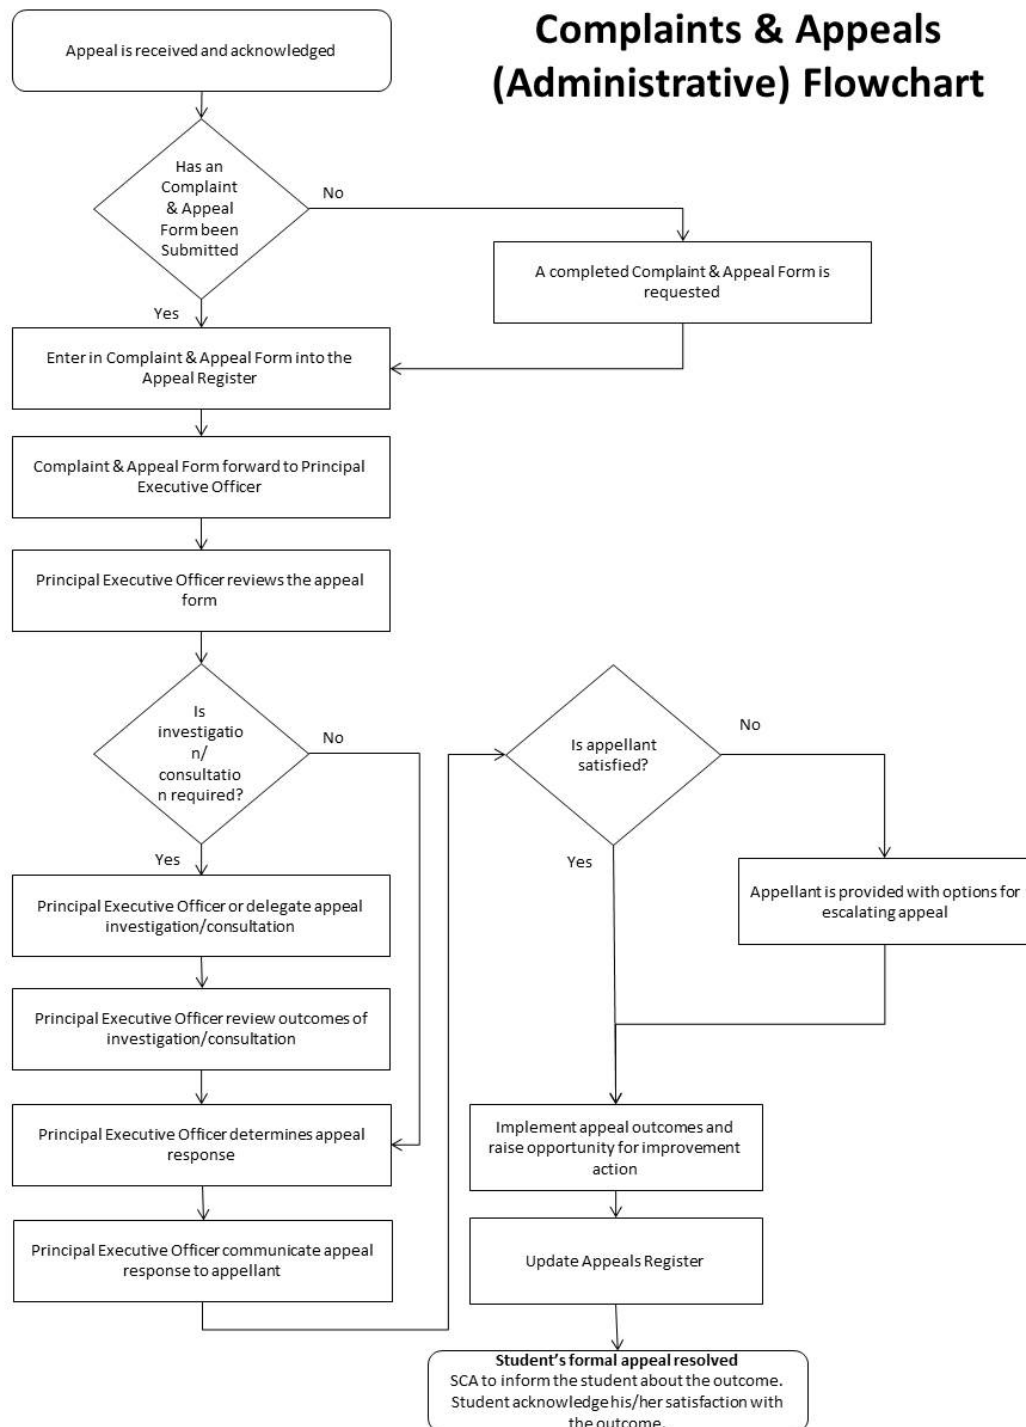 Complaints & Appeals
(Administrative) Flowchart
Appeal is received and acknowledged
Has an
Complaint
& Appeal
Form been
Submitted
No
A completed Complaint & Appeal Form is
requested
Yes
Enter in Complaint & Appeal Form into the
Appeal Register
Complaint & Appeal Form forward to Principal
Executive Officer
Principal Executive Officer reviews the appeal
form
Is
investigatio
n/
consultatio
n required?
No
Yes
Principal Executive Officer or delegate appeal
investigation/consultation
Principal Executive Officer review outcomes of
investigation/consultation
Principal Executive Officer determines appeal
response
Principal Executive Officer communicate appeal
response to appellant
Is appellant
satisfied?
No
Yes
Appellant is provided with options for
escalating appeal
Implement appeal outcomes and
raise opportunity for improvement
action
Update Appeals Register
Student’s formal appeal resolved
SCA to inform the student about the outcome.
Student acknowledge his/her satisfaction with
the outcome.